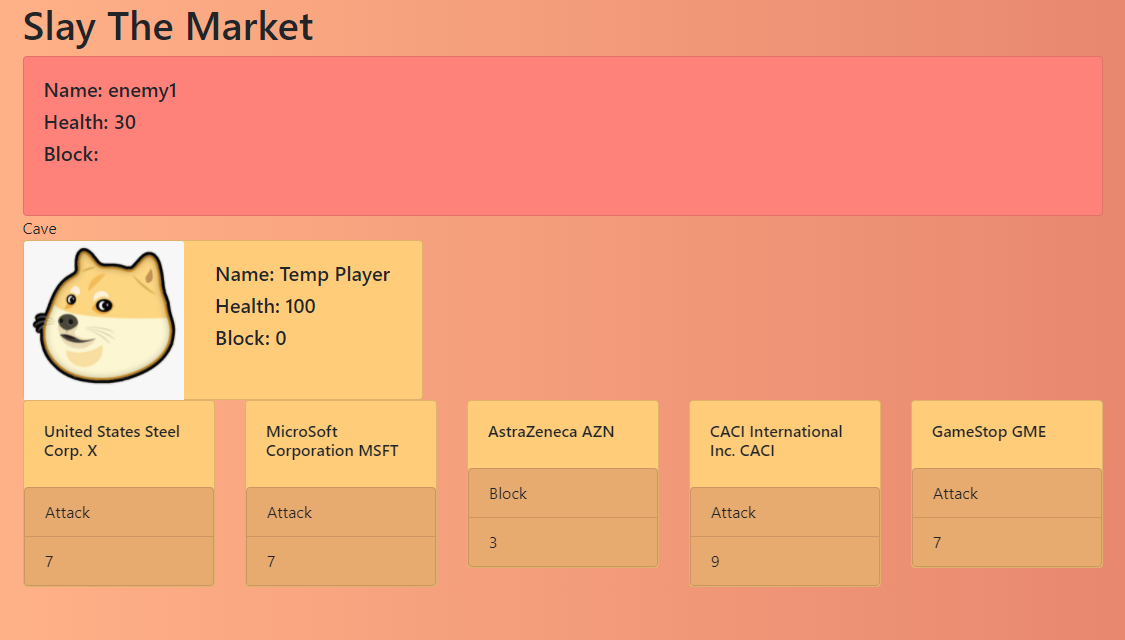 Slay The Market
Name: enemy1
Health: 30
Block:
Cave
Name: Temp Player
Health: 100
Block: 0
United States Steel
Corp. X
Attack
7
MicroSoft
Corporation MSFT
Attack
7
AstraZeneca AZN
Block
3
CACI International
Inc. CACI
Attack
9
GameStop GME
Attack
7